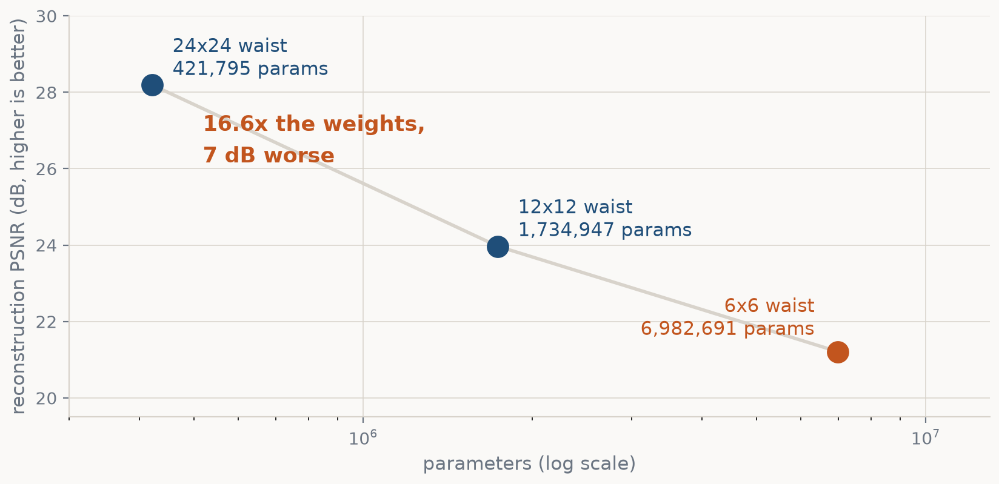 30
28
26
24
22
20
reconstruction PSNR (dB, higher is better)
24x24 waist
421,795 params
16.6x the weights,
7 dB worse
12x12 waist
1,734,947 params
6x6 waist
6,982,691 params
10⁶
10⁷
parameters (log scale)